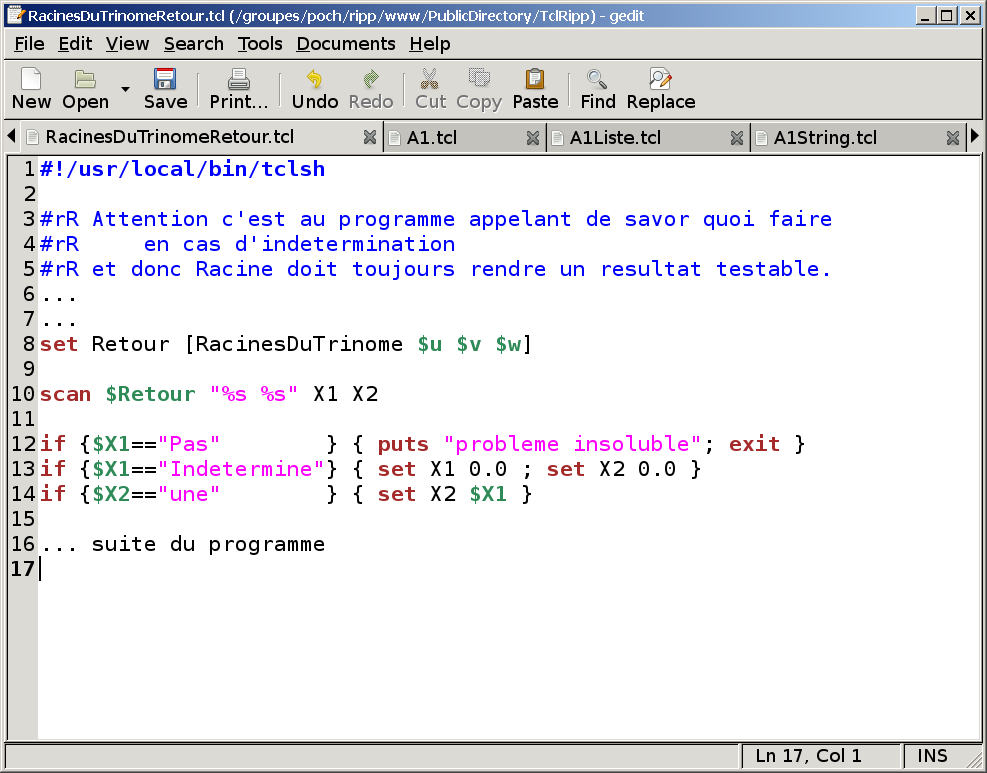 RacinesDuTrinomeRetour.tcl (/groupes/poch/ripp/www/PublicDirectory/TclRipp) - gedit
File Edit View Search Tools Documents Help
New Open Save Print... Undo Redo Cut Copy Paste Find Replace
RacinesDuTrinomeRetour.tcl A1.tcl A1Liste.tcl A1String.tcl
1 #!/usr/local/bin/tclsh
2
3 #rR Attention c'est au programme appelant de savor quoi faire
4 #rR     en cas d'indetermination
5 #rR et donc Racine doit toujours rendre un resultat testable.
6 ...
7 ...
8 set Retour [RacinesDuTrinome $u $v $w]
9
10 scan $Retour "%s %s" X1 X2
11
12 if {$X1=="Pas"        } { puts "probleme insoluble"; exit }
13 if {$X1=="Indetermine"} { set X1 0.0 ; set X2 0.0 }
14 if {$X2=="une"        } { set X2 $X1 }
15
16 ... suite du programme
17
Ln 17, Col 1 INS